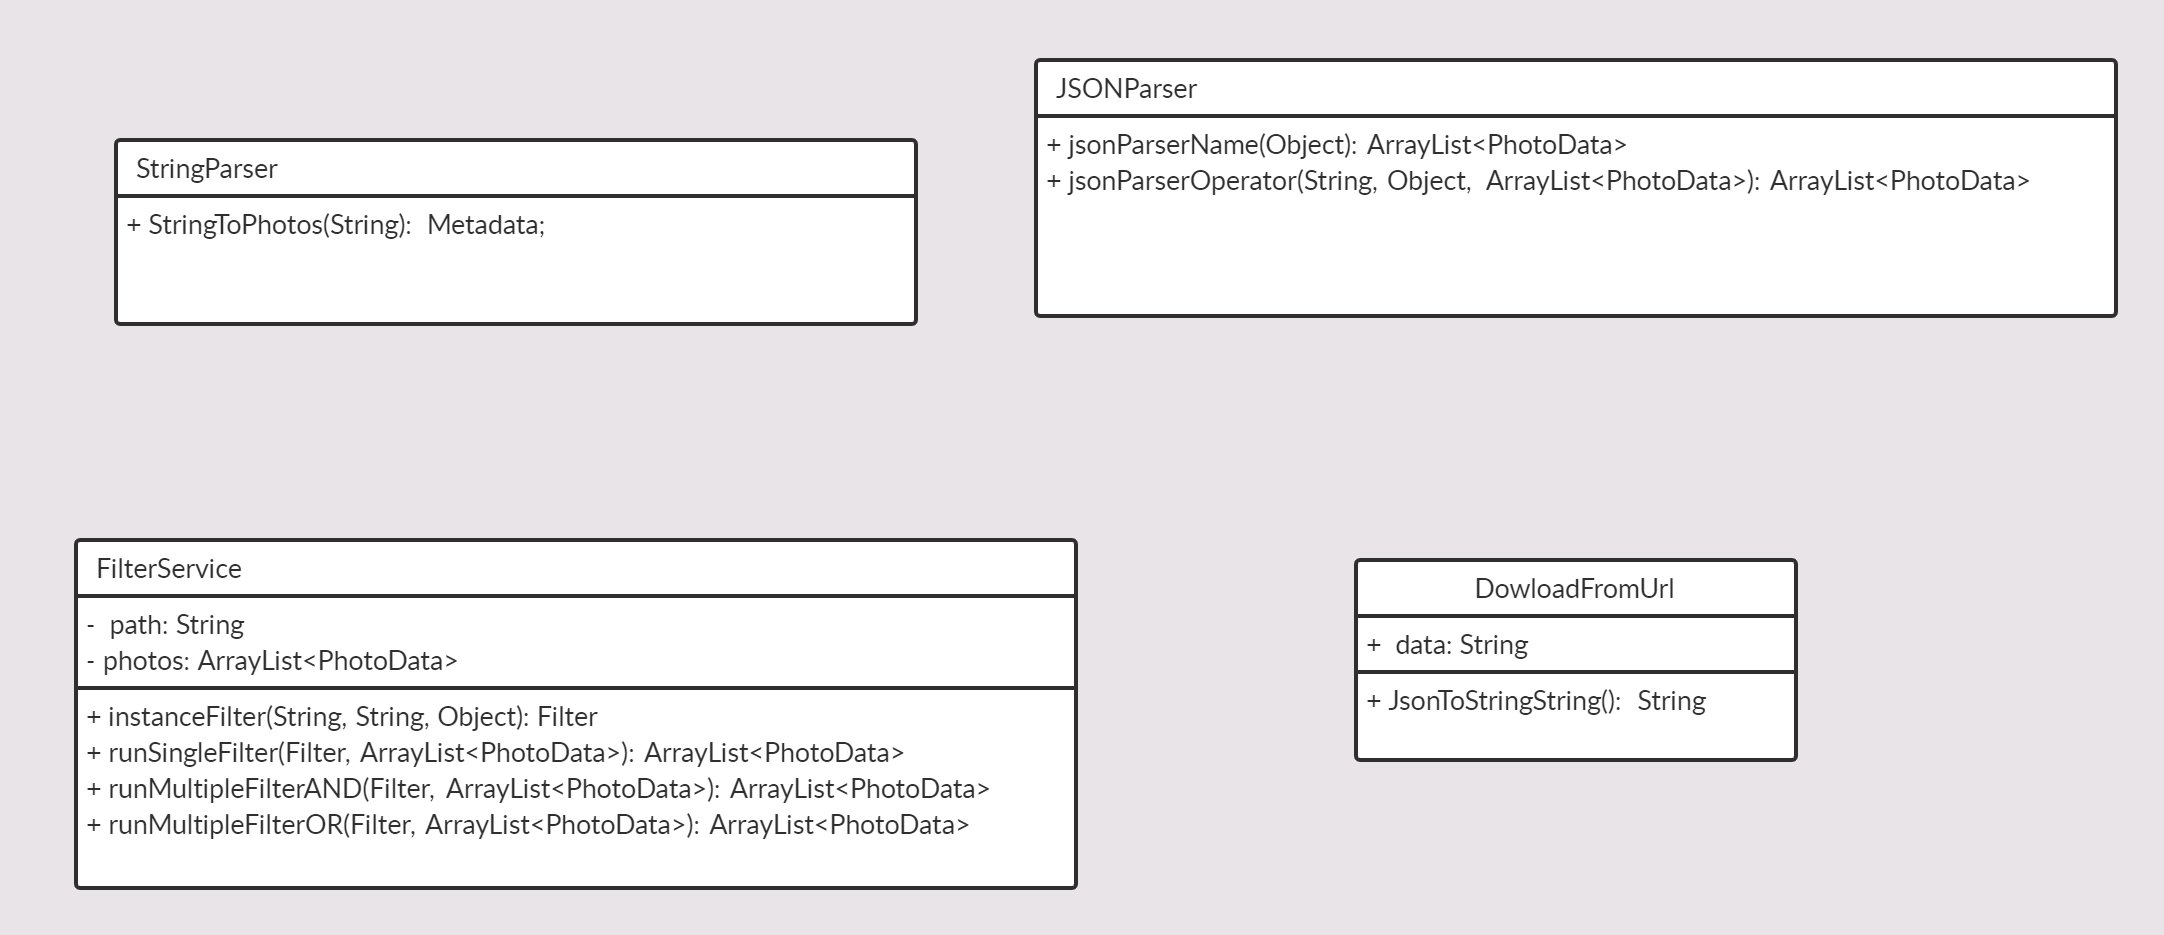 StringParser
+ StringToPhotos(String): Metadata;
JSONParser
+ jsonParserName(Object): ArrayList<PhotoData>
+ jsonParserOperator(String, Object, ArrayList<PhotoData>): ArrayList<PhotoData>
FilterService
- path: String
- photos: ArrayList<PhotoData>
+ instanceFilter(String, String, Object): Filter
+ runSingleFilter(Filter, ArrayList<PhotoData>): ArrayList<PhotoData>
+ runMultipleFilterAND(Filter, ArrayList<PhotoData>): ArrayList<PhotoData>
+ runMultipleFilterOR(Filter, ArrayList<PhotoData>): ArrayList<PhotoData>
DowloadFromUrl
+ data: String
+ JsonToStringString(): String